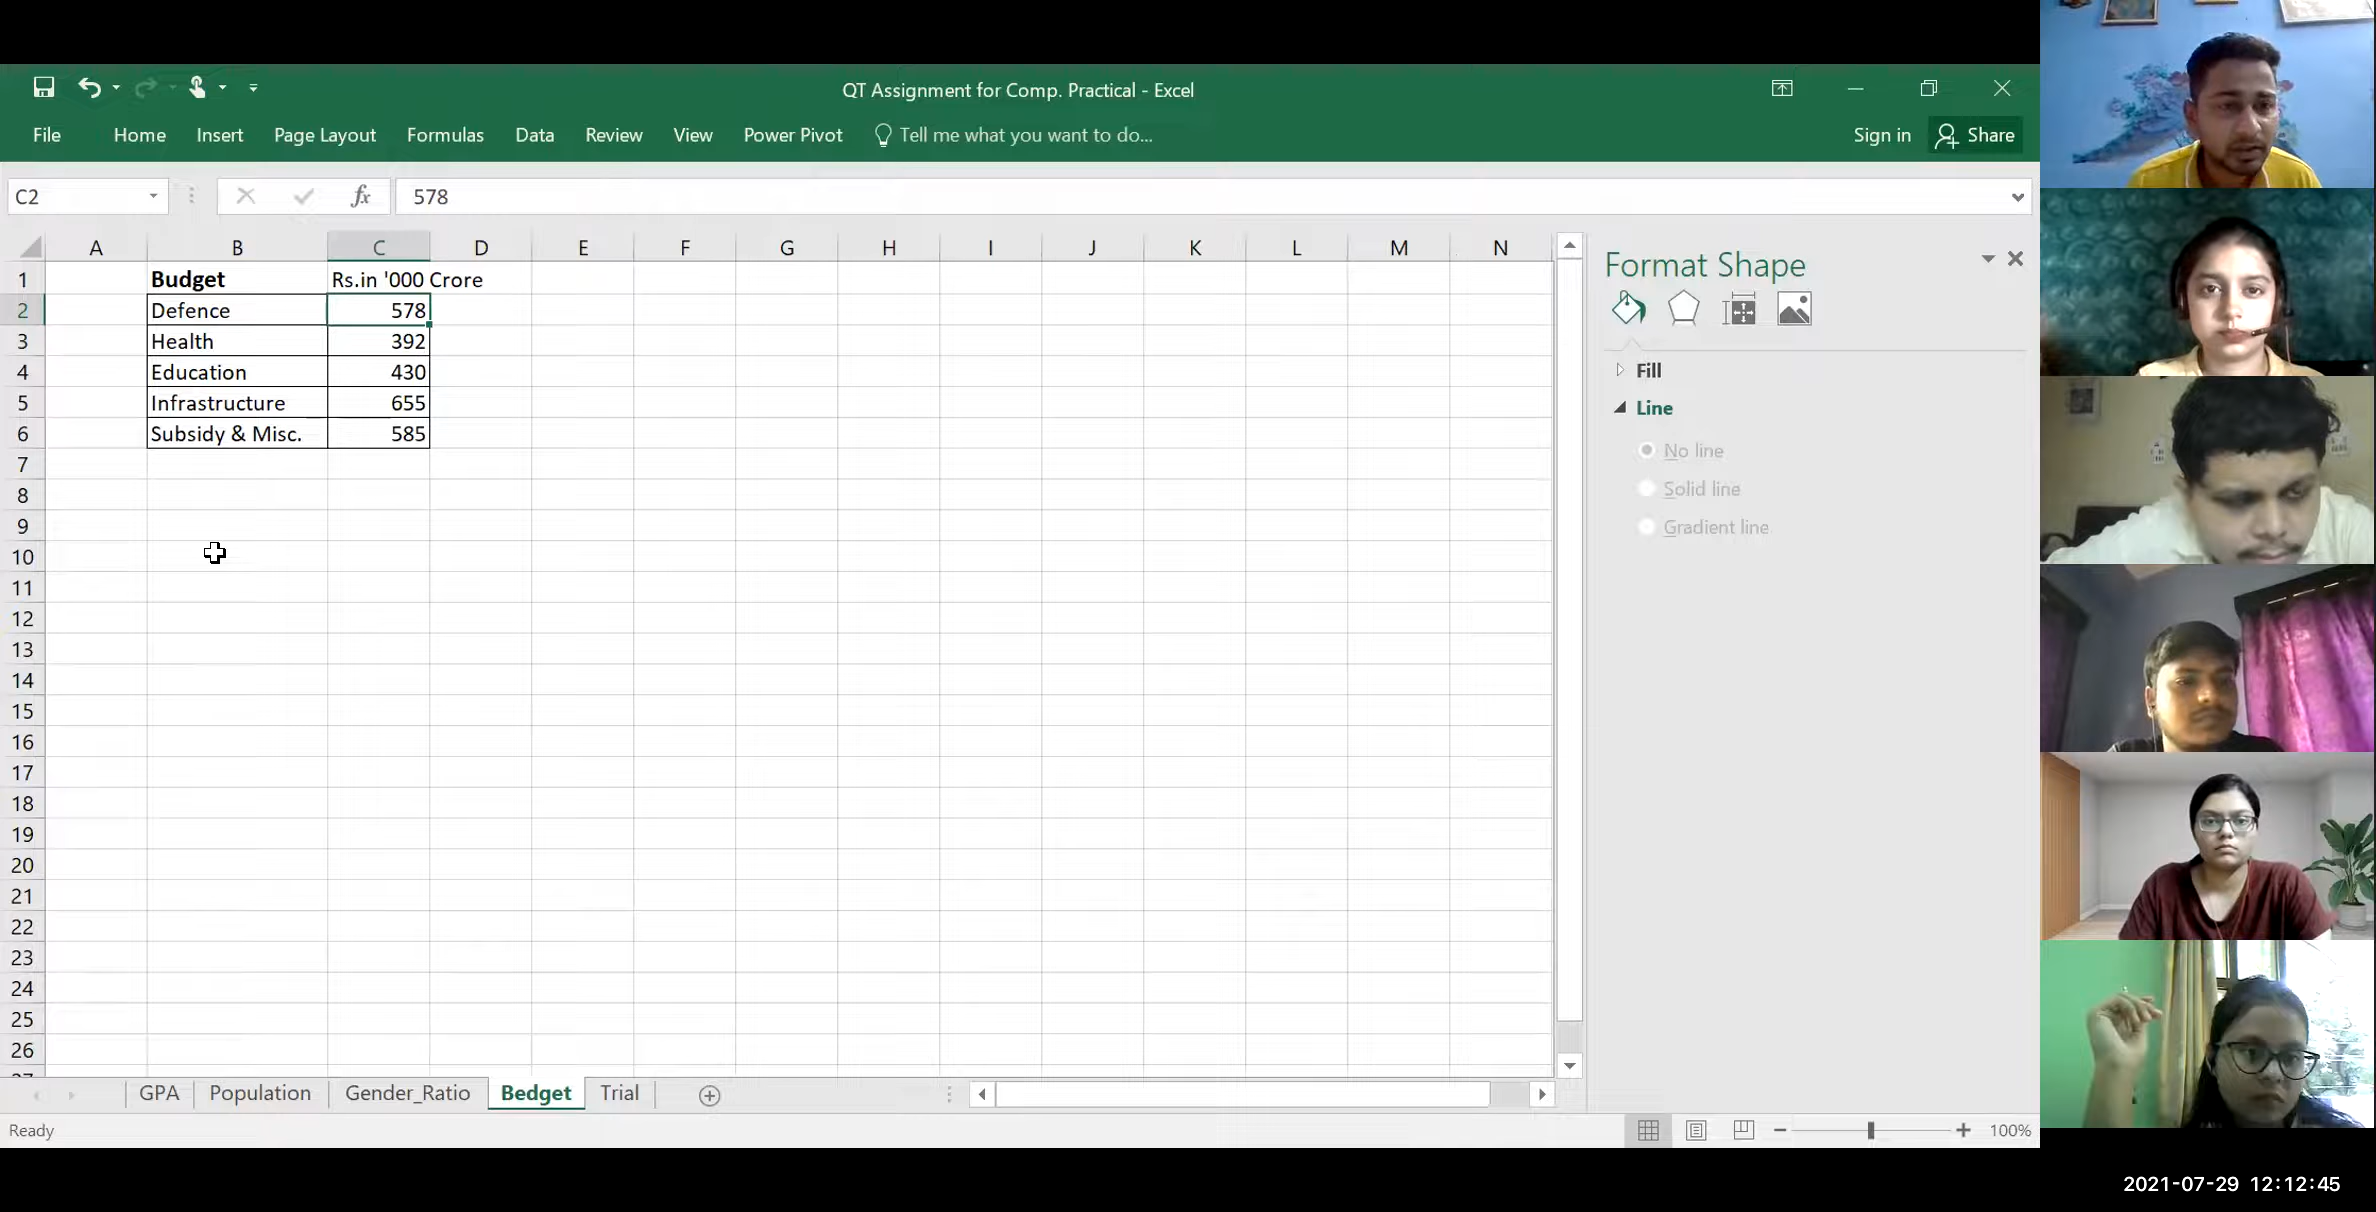 QT Assignment for Comp. Practical - Excel
File Home Insert Page Layout Formulas Data Review View Power Pivot Tell me what you want to do... Sign in Share
C2 fx 578
A B C D E F G H I J K L M N
1 Budget Rs.in '000 Crore
2 Defence 578
3 Health 392
4 Education 430
5 Infrastructure 655
6 Subsidy & Misc. 585
7
8
9
10
11
12
13
14
15
16
17
18
19
20
21
22
23
24
25
26
Format Shape
Fill
Line
No line
Solid line
Gradient line
GPA Population Gender_Ratio Bedget Trial
Ready 100%
2021-07-29 12:12:45